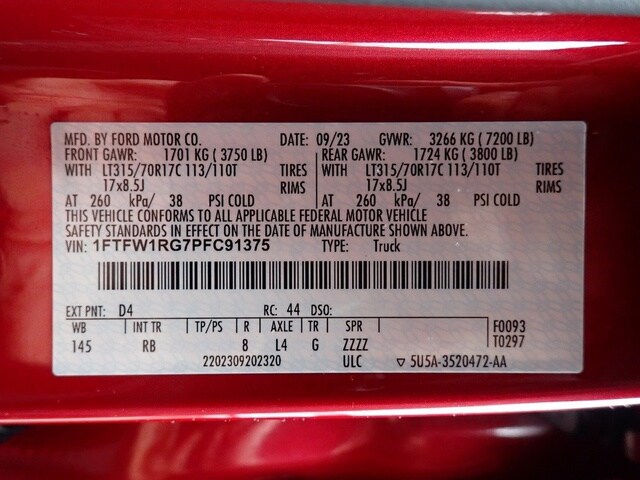 MFD. BY FORD MOTOR CO. DATE: 09/23 GVWR: 3266 KG ( 7200 LB)
FRONT GAWR: 1701 KG ( 3750 LB) REAR GAWR: 1724 KG ( 3800 LB)
WITH LT315/70R17C 113/110T TIRES WITH LT315/70R17C 113/110T TIRES
17x8.5J RIMS 17x8.5J RIMS
AT 260 kPa/ 38 PSI COLD AT 260 kPa/ 38 PSI COLD
THIS VEHICLE CONFORMS TO ALL APPLICABLE FEDERAL MOTOR VEHICLE
SAFETY STANDARDS IN EFFECT ON THE DATE OF MANUFACTURE SHOWN ABOVE.
VIN: 1FTFW1RG7PFC91375 TYPE: Truck
EXT PNT: D4 RC: 44 DSO:
WB INT TR TP/PS R AXLE TR SPR F0093
145 RB 8 L4 G ZZZZ T0297
2202309202320 ULC ▽ 5U5A-3520472-AA